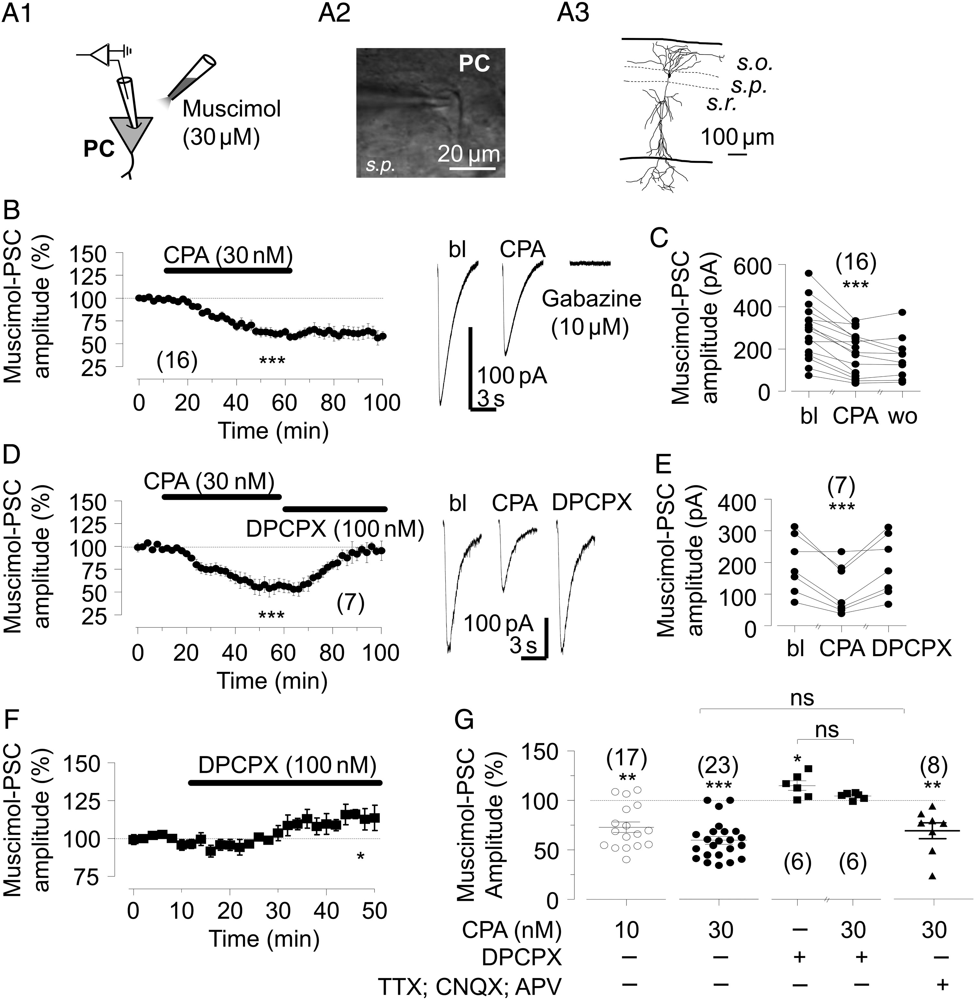 A1
A2
A3
Muscimol
(30 µM)
PC
PC
20 µm
s.p.
s.o.
s.p.
s.r.
100 µm
B
Muscimol-PSC
amplitude (%)
150
125
100
75
50
25
CPA (30 nM)
(16)
***
0 20 40 60 80 100
Time (min)
bl
CPA
Gabazine
(10 µM)
100 pA
3 s
C
Muscimol-PSC
amplitude (pA)
600
400
200
0
(16)
***
bl CPA wo
D
Muscimol-PSC
amplitude (%)
150
125
100
75
50
25
CPA (30 nM)
DPCPX (100 nM)
(7)
***
0 20 40 60 80 100
Time (min)
bl CPA DPCPX
100 pA
3 s
E
Muscimol-PSC
amplitude (pA)
400
300
200
100
0
(7)
***
bl CPA DPCPX
F
Muscimol-PSC
amplitude (%)
150
125
100
75
DPCPX (100 nM)
*
0 10 20 30 40 50
Time (min)
G
Muscimol-PSC
Amplitude (%)
150
100
50
0
ns
ns
(17)
**
(23)
***
*
(6)
(6)
(8)
**
CPA (nM) 10 30 – 30 30
DPCPX – – + + –
TTX; CNQX; APV – – – – +